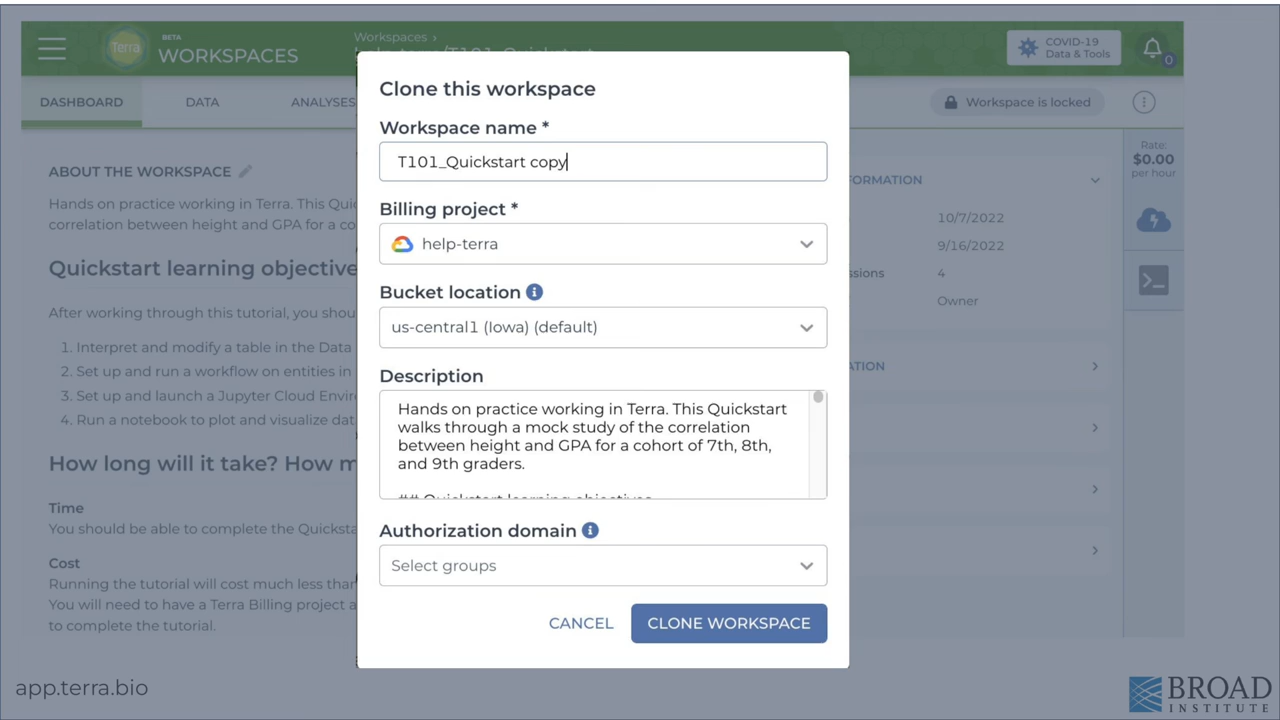 BETA
Terra
WORKSPACES
Workspaces ›
help-terra/T101_Quickstart
COVID-19
Data & Tools
0
DASHBOARD
DATA
ANALYSES
Workspace is locked
Clone this workspace
Workspace name *
T101_Quickstart copy
Billing project *
help-terra
Bucket location
us-central1 (Iowa) (default)
Description
Hands on practice working in Terra. This Quickstart
walks through a mock study of the correlation
between height and GPA for a cohort of 7th, 8th,
and 9th graders.
## Quickstart learning objectives
Authorization domain
Select groups
CANCEL
CLONE WORKSPACE
ABOUT THE WORKSPACE
Hands on practice working in Terra. This Quic
correlation between height and GPA for a co
Quickstart learning objective
After working through this tutorial, you shou
1. Interpret and modify a table in the Data
2. Set up and run a workflow on entities in
3. Set up and launch a Jupyter Cloud Envir
4. Run a notebook to plot and visualize dat
How long will it take? How m
Time
You should be able to complete the Quicksta
Cost
Running the tutorial will cost much less than
You will need to have a Terra Billing project a
to complete the tutorial.
FORMATION
10/7/2022
9/16/2022
ssions
4
Owner
ATION
Rate:
$0.00
per hour
app.terra.bio
BROAD
INSTITUTE